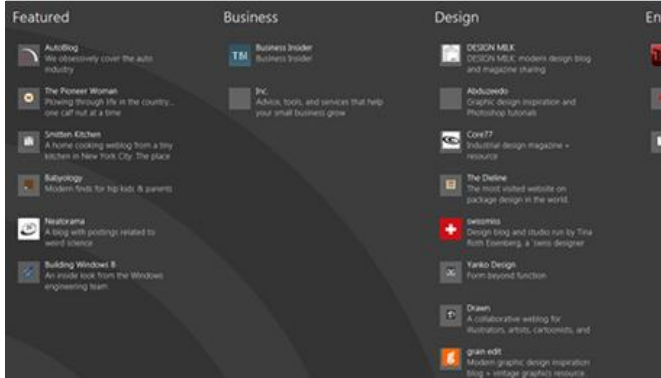 Featured
AutoBlog
We obsessively cover the auto
industry
The Pioneer Woman
Plowing through life in the country...
one calf nut at a time
Smitten Kitchen
A home cooking weblog from a tiny
kitchen in New York City. The place
Babyology
Modern finds for hip kids & parents
Neatorama
A blog with postings related to
weird science
Building Windows 8
An inside look from the Windows
engineering team
Business
Business Insider
Business Insider
Inc.
Advice, tools, and services that help
your small business grow
Design
DESIGN MILK
DESIGN MILK: modern design blog
and magazine sharing
Abduzeedo
Graphic design inspiration and
Photoshop tutorials
Core77
Industrial design magazine +
resource
The Dieline
The most visited website on
package design in the world.
swissmiss
Design blog and studio run by Tina
Roth Eisenberg, a 'swiss designer
Yanko Design
Form beyond function
Drawn
A collaborative weblog for
illustrators, artists, cartoonists, and
grain edit
Modern graphic design inspiration
blog + vintage graphics resource
En